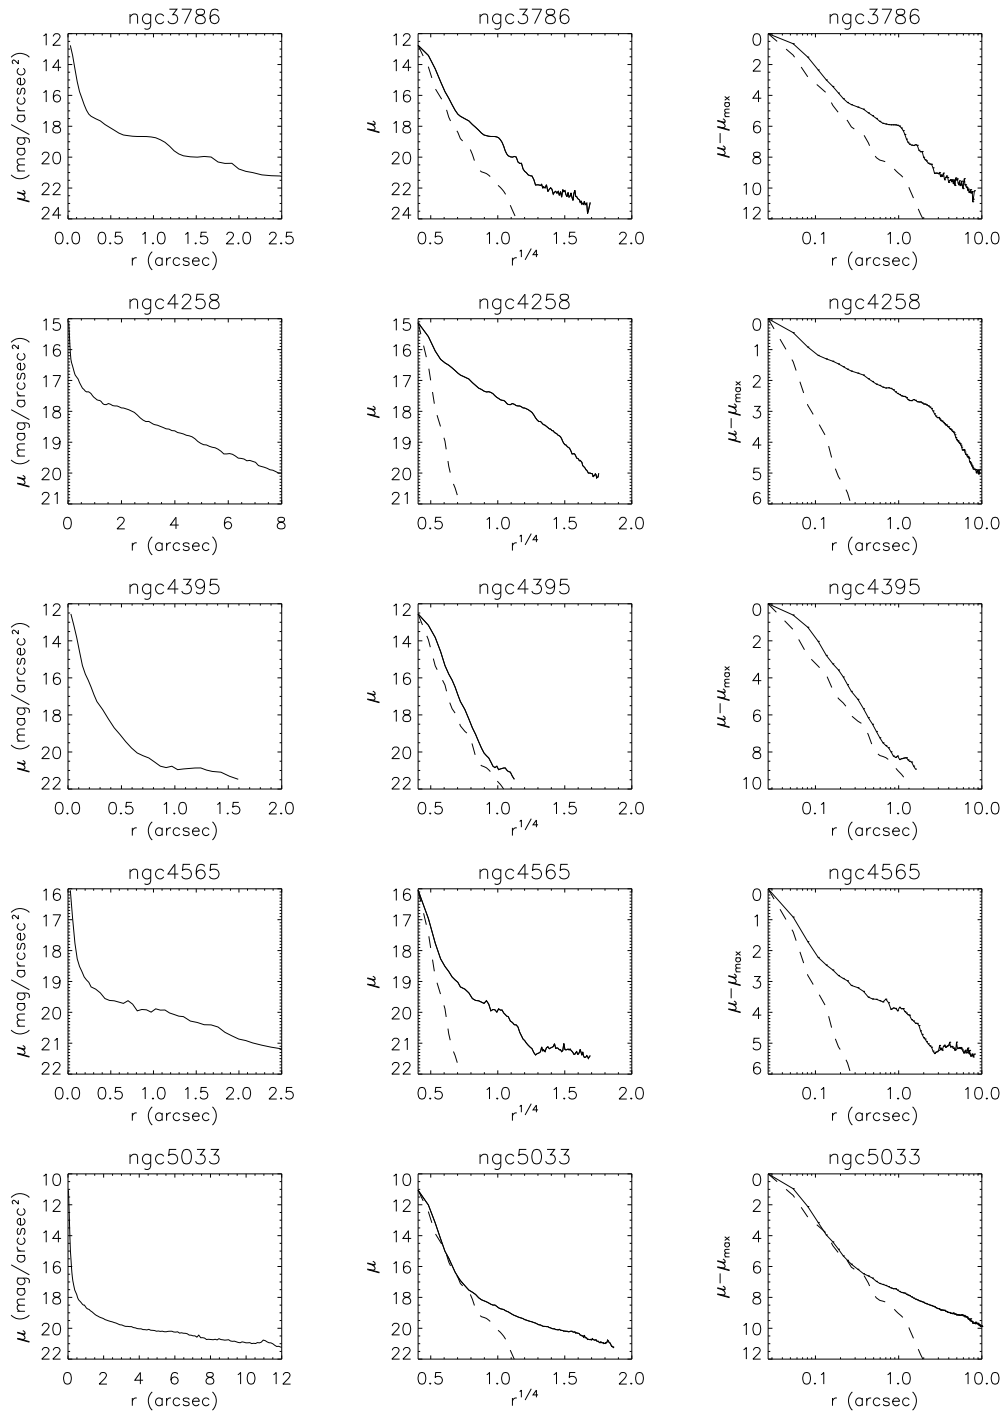 ngc3786 ngc3786 ngc3786
μ (mag/arcsec²) 12 14 16 18 20 22 24
0.0 0.5 1.0 1.5 2.0 2.5
r (arcsec)
μ 12 14 16 18 20 22 24
0.5 1.0 1.5 2.0
r^1/4
μ−μmax 0 2 4 6 8 10 12
0.1 1.0 10.0
r (arcsec)
ngc4258 ngc4258 ngc4258
μ (mag/arcsec²) 15 16 17 18 19 20 21
0 2 4 6 8
r (arcsec)
μ 15 16 17 18 19 20 21
0.5 1.0 1.5 2.0
r^1/4
μ−μmax 0 1 2 3 4 5 6
0.1 1.0 10.0
r (arcsec)
ngc4395 ngc4395 ngc4395
μ (mag/arcsec²) 12 14 16 18 20 22
0.0 0.5 1.0 1.5 2.0
r (arcsec)
μ 12 14 16 18 20 22
0.5 1.0 1.5 2.0
r^1/4
μ−μmax 0 2 4 6 8 10
0.1 1.0 10.0
r (arcsec)
ngc4565 ngc4565 ngc4565
μ (mag/arcsec²) 16 17 18 19 20 21 22
0.0 0.5 1.0 1.5 2.0 2.5
r (arcsec)
μ 16 17 18 19 20 21 22
0.5 1.0 1.5 2.0
r^1/4
μ−μmax 0 1 2 3 4 5 6
0.1 1.0 10.0
r (arcsec)
ngc5033 ngc5033 ngc5033
μ (mag/arcsec²) 10 12 14 16 18 20 22
0 2 4 6 8 10 12
r (arcsec)
μ 10 12 14 16 18 20 22
0.5 1.0 1.5 2.0
r^1/4
μ−μmax 0 2 4 6 8 10 12
0.1 1.0 10.0
r (arcsec)